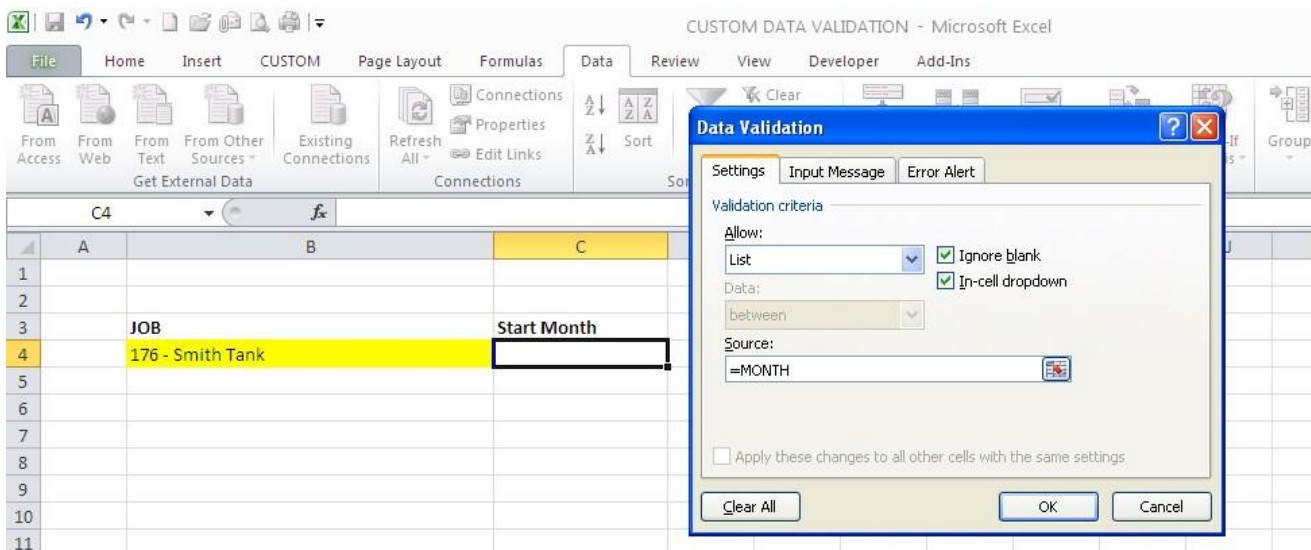 CUSTOM DATA VALIDATION - Microsoft Excel
File Home Insert CUSTOM Page Layout Formulas Data Review View Developer Add-Ins
From Access
From Web
From Text
From Other Sources
Existing Connections
Get External Data
Refresh All
Connections
Properties
Edit Links
Connections
Sort
Clear
Group
C4
fx
A B C
1
2
3 JOB Start Month
4 176 - Smith Tank
5
6
7
8
9
10
11
Data Validation
Settings Input Message Error Alert
Validation criteria
Allow:
List
Ignore blank
In-cell dropdown
Data:
between
Source:
=MONTH
Apply these changes to all other cells with the same settings
Clear All OK Cancel